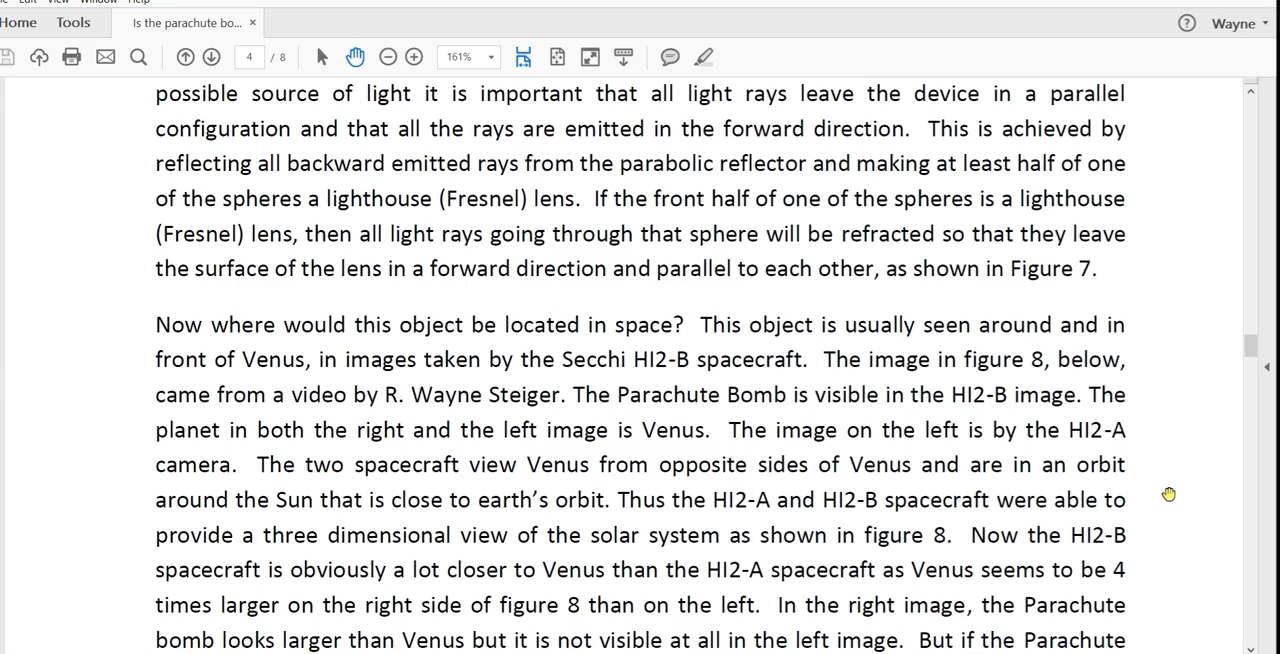 Home Tools Is the parachute bo... × ? Wayne
4 / 8 161%
possible source of light it is important that all light rays leave the device in a parallel
configuration and that all the rays are emitted in the forward direction. This is achieved by
reflecting all backward emitted rays from the parabolic reflector and making at least half of one
of the spheres a lighthouse (Fresnel) lens. If the front half of one of the spheres is a lighthouse
(Fresnel) lens, then all light rays going through that sphere will be refracted so that they leave
the surface of the lens in a forward direction and parallel to each other, as shown in Figure 7.
Now where would this object be located in space? This object is usually seen around and in
front of Venus, in images taken by the Secchi HI2-B spacecraft. The image in figure 8, below,
came from a video by R. Wayne Steiger. The Parachute Bomb is visible in the HI2-B image. The
planet in both the right and the left image is Venus. The image on the left is by the HI2-A
camera. The two spacecraft view Venus from opposite sides of Venus and are in an orbit
around the Sun that is close to earth’s orbit. Thus the HI2-A and HI2-B spacecraft were able to
provide a three dimensional view of the solar system as shown in figure 8. Now the HI2-B
spacecraft is obviously a lot closer to Venus than the HI2-A spacecraft as Venus seems to be 4
times larger on the right side of figure 8 than on the left. In the right image, the Parachute
bomb looks larger than Venus but it is not visible at all in the left image. But if the Parachute